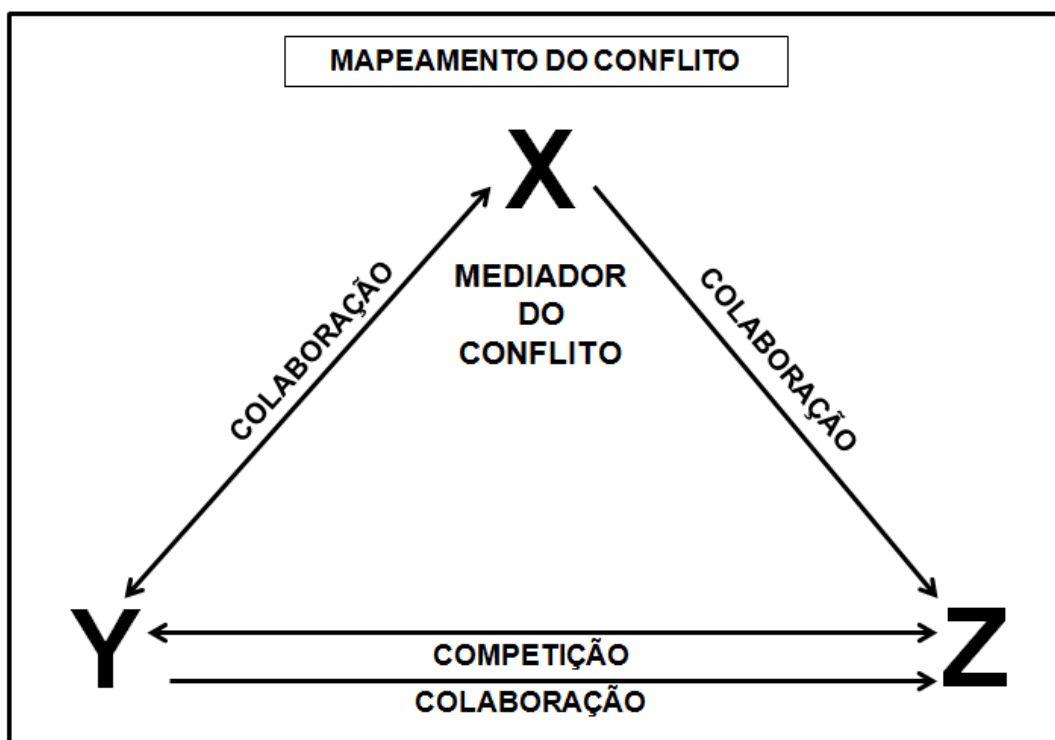 MAPEAMENTO DO CONFLITO
X
MEDIADOR
DO
CONFLITO
COLABORAÇÃO
COLABORAÇÃO
Y
Z
COMPETIÇÃO
COLABORAÇÃO